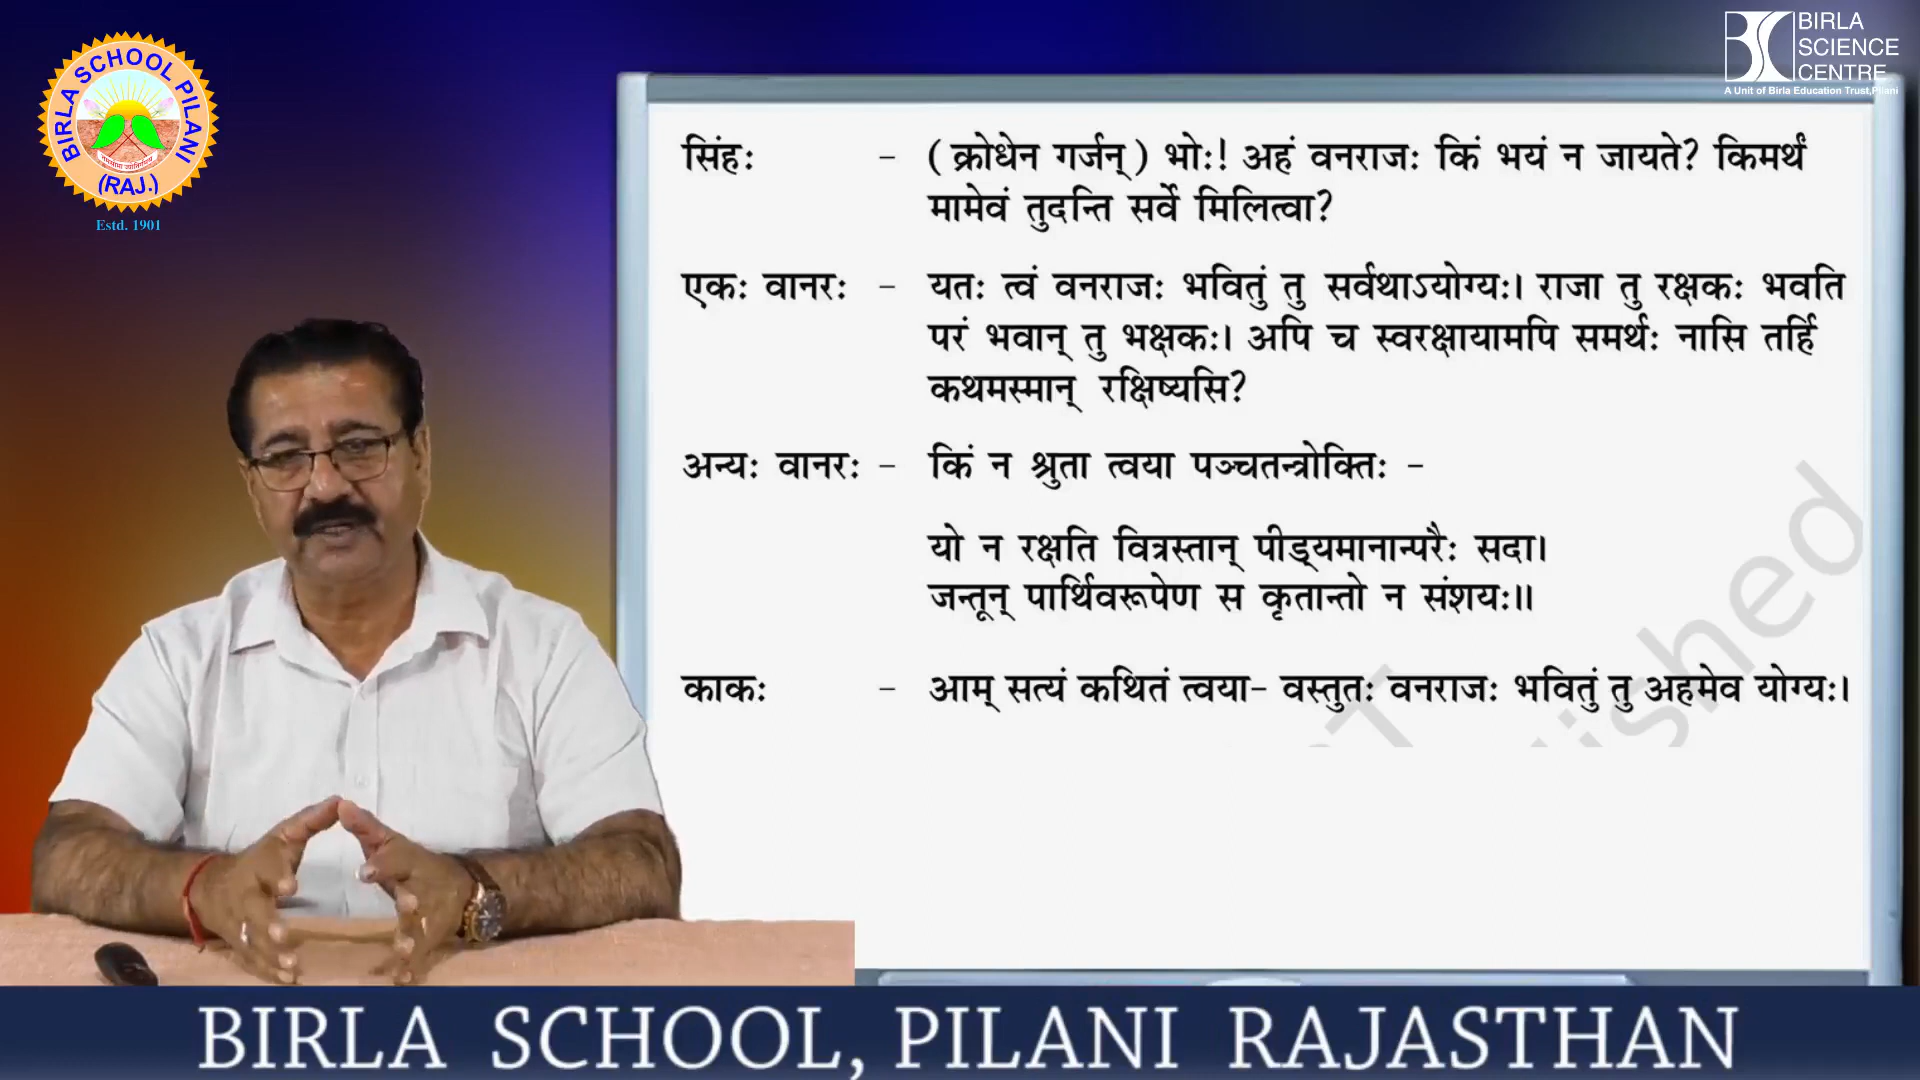 BIRLA SCHOOL PILANI
(RAJ.)
Estd. 1901
BIRLA
SCIENCE
CENTRE
A Unit of Birla Education Trust,Pilani
सिंहः - (क्रोधेन गर्जन्) भोः! अहं वनराजः किं भयं न जायते? किमर्थं
मामेवं तुदन्ति सर्वे मिलित्वा?
एकः वानरः - यतः त्वं वनराजः भवितुं तु सर्वथाऽयोग्यः। राजा तु रक्षकः भवति
परं भवान् तु भक्षकः। अपि च स्वरक्षायामपि समर्थः नासि तर्हि
कथमस्मान् रक्षिष्यसि?
अन्यः वानरः - किं न श्रुता त्वया पञ्चतन्त्रोक्तिः -
यो न रक्षति वित्रस्तान् पीड्यमानान्परैः सदा।
जन्तून् पार्थिवरूपेण स कृतान्तो न संशयः॥
काकः - आम् सत्यं कथितं त्वया- वस्तुतः वनराजः भवितुं तु अहमेव योग्यः।
BIRLA SCHOOL, PILANI RAJASTHAN